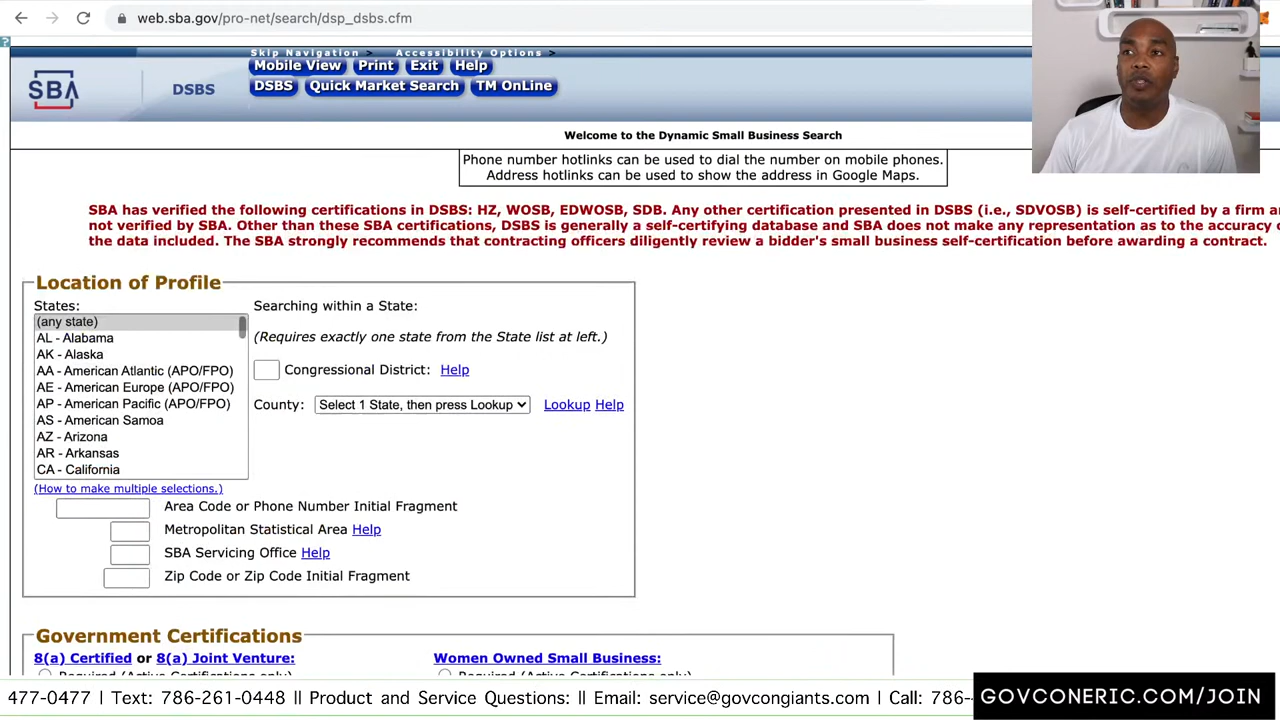 web.sba.gov/pro-net/search/dsp_dsbs.cfm
Skip Navigation > Accessibility Options >
Mobile View Print Exit Help
SBA DSBS DSBS Quick Market Search TM OnLine
Welcome to the Dynamic Small Business Search
Phone number hotlinks can be used to dial the number on mobile phones.
Address hotlinks can be used to show the address in Google Maps.
SBA has verified the following certifications in DSBS: HZ, WOSB, EDWOSB, SDB. Any other certification presented in DSBS (i.e., SDVOSB) is self-certified by a firm
not verified by SBA. Other than these SBA certifications, DSBS is generally a self-certifying database and SBA does not make any representation as to the accuracy
the data included. The SBA strongly recommends that contracting officers diligently review a bidder's small business self-certification before awarding a contract.
Location of Profile
States:
(any state)
AL - Alabama
AK - Alaska
AA - American Atlantic (APO/FPO)
AE - American Europe (APO/FPO)
AP - American Pacific (APO/FPO)
AS - American Samoa
AZ - Arizona
AR - Arkansas
CA - California
(How to make multiple selections.)
Searching within a State:
(Requires exactly one state from the State list at left.)
Congressional District: Help
County: Select 1 State, then press Lookup Lookup Help
Area Code or Phone Number Initial Fragment
Metropolitan Statistical Area Help
SBA Servicing Office Help
Zip Code or Zip Code Initial Fragment
Government Certifications
8(a) Certified or 8(a) Joint Venture: Women Owned Small Business:
477-0477 | Text: 786-261-0448 || Product and Service Questions: || Email: service@govcongiants.com | Call: 786-
GOVCONERIC.COM/JOIN